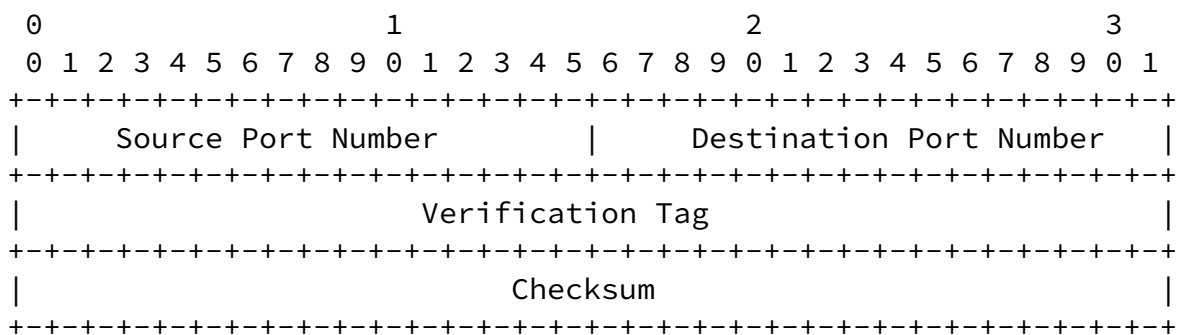 0                   1                   2                   3
 0 1 2 3 4 5 6 7 8 9 0 1 2 3 4 5 6 7 8 9 0 1 2 3 4 5 6 7 8 9 0 1
+-+-+-+-+-+-+-+-+-+-+-+-+-+-+-+-+-+-+-+-+-+-+-+-+-+-+-+-+-+-+-+-+
|     Source Port Number        |     Destination Port Number   |
+-+-+-+-+-+-+-+-+-+-+-+-+-+-+-+-+-+-+-+-+-+-+-+-+-+-+-+-+-+-+-+-+
|                      Verification Tag                         |
+-+-+-+-+-+-+-+-+-+-+-+-+-+-+-+-+-+-+-+-+-+-+-+-+-+-+-+-+-+-+-+-+
|                           Checksum                            |
+-+-+-+-+-+-+-+-+-+-+-+-+-+-+-+-+-+-+-+-+-+-+-+-+-+-+-+-+-+-+-+-+